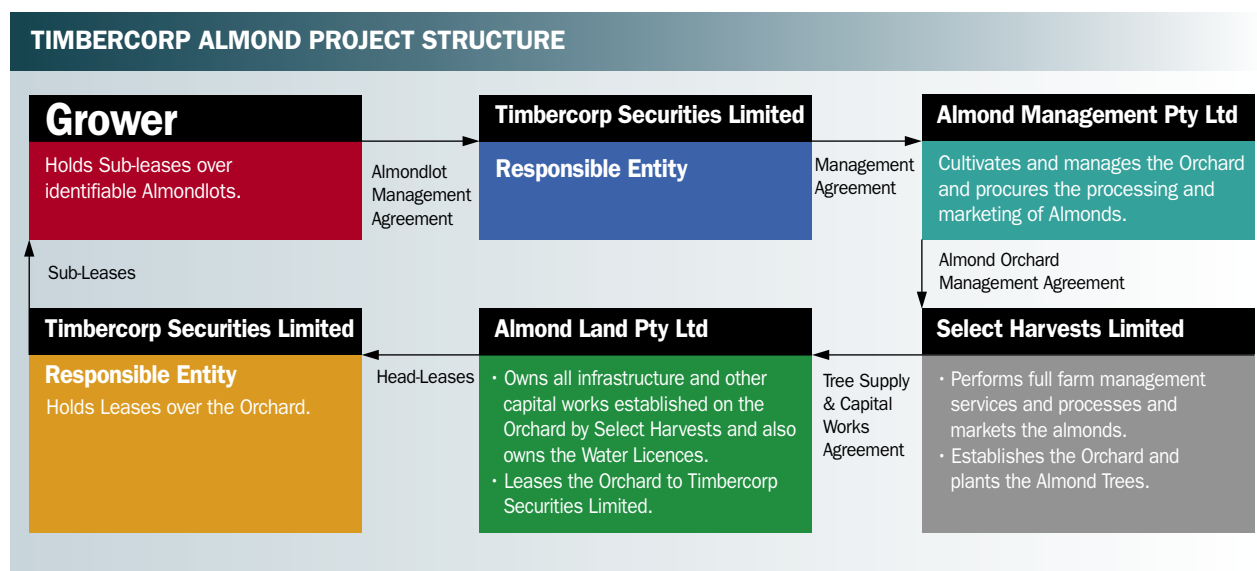 TIMBERCORP ALMOND PROJECT STRUCTURE
Grower
Holds Sub-leases over
identifiable Almondlots.
Almondlot
Management
Agreement
Timbercorp Securities Limited
Responsible Entity
Management
Agreement
Almond Management Pty Ltd
Cultivates and manages the Orchard
and procures the processing and
marketing of Almonds.
Almond Orchard
Management Agreement
Select Harvests Limited
· Performs full farm management
services and processes and
markets the almonds.
· Establishes the Orchard and
plants the Almond Trees.
Tree Supply
& Capital
Works
Agreement
Almond Land Pty Ltd
· Owns all infrastructure and other
capital works established on the
Orchard by Select Harvests and also
owns the Water Licences.
· Leases the Orchard to Timbercorp
Securities Limited.
Head-Leases
Timbercorp Securities Limited
Responsible Entity
Holds Leases over the Orchard.
Sub-Leases